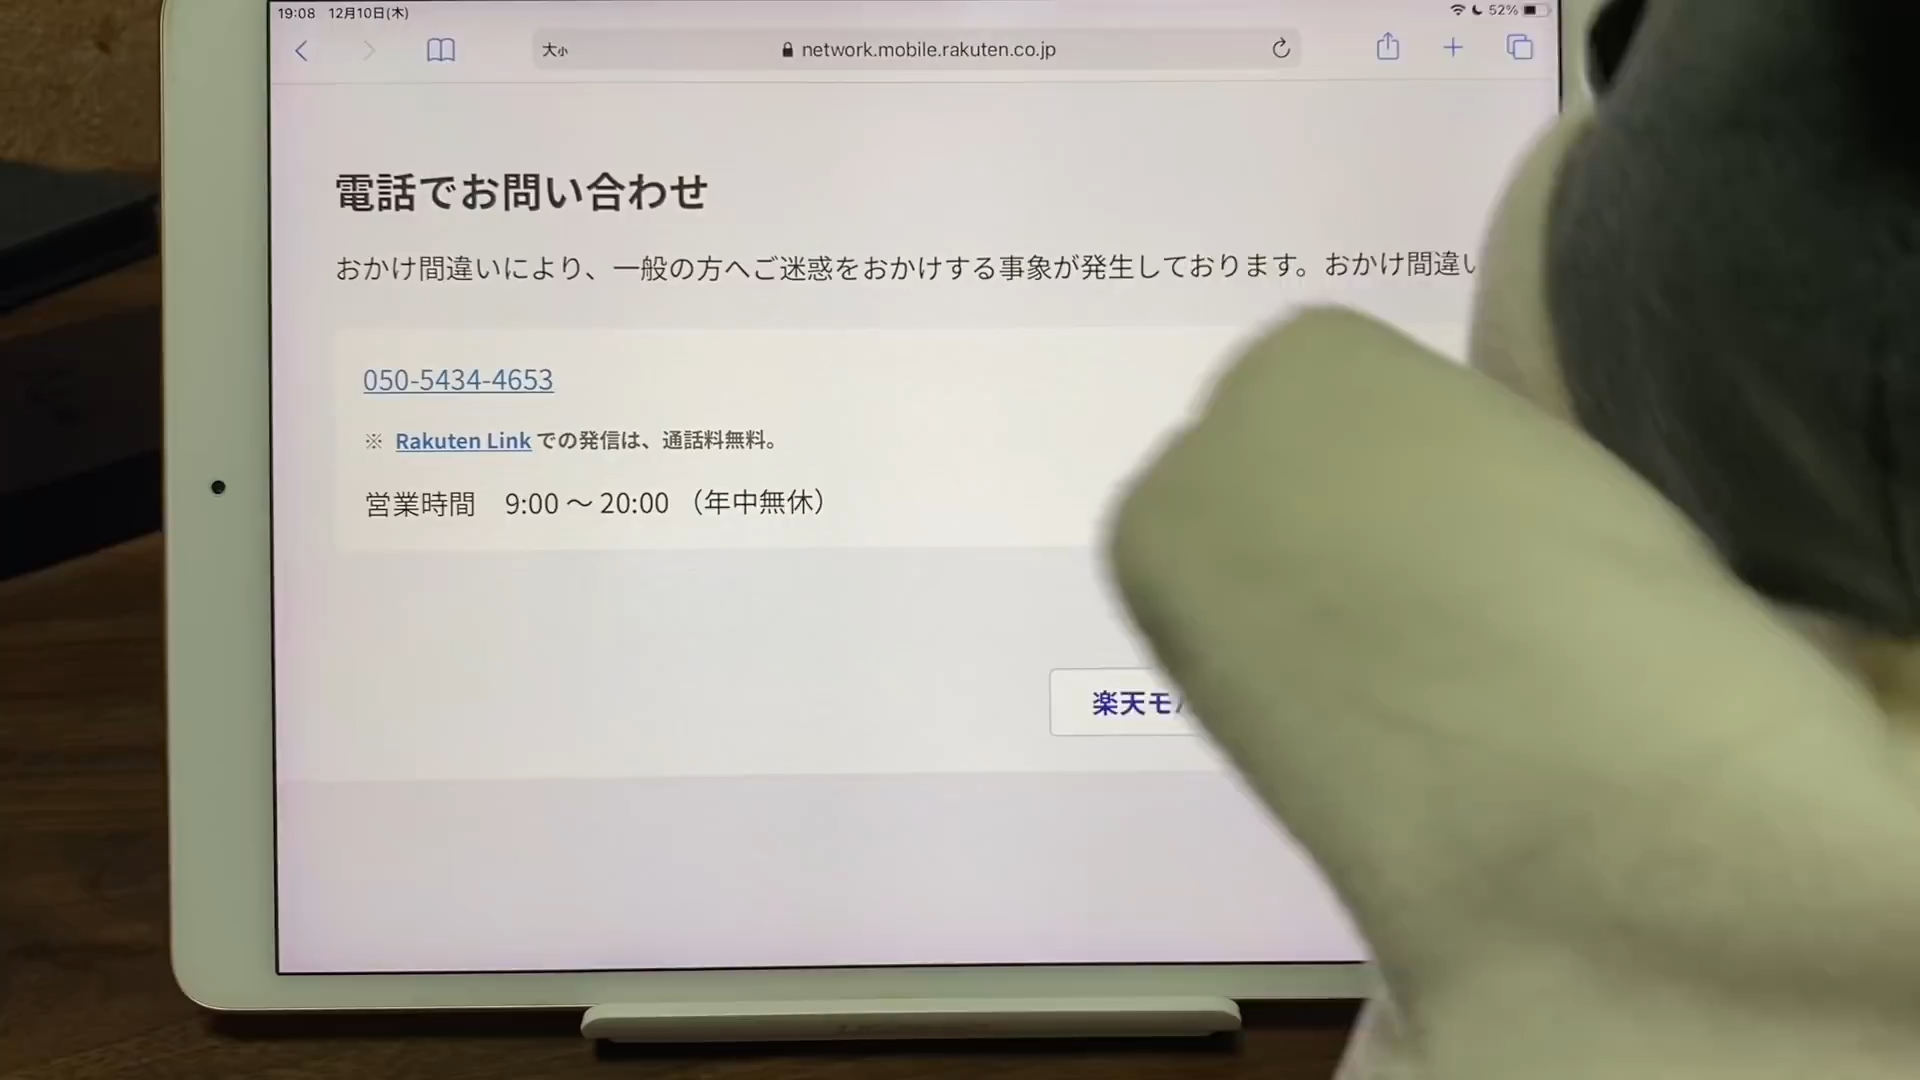 19:08 12月10日(木) 52%
大小 network.mobile.rakuten.co.jp
電話でお問い合わせ
おかけ間違いにより、一般の方へご迷惑をおかけする事象が発生しております。おかけ間違い
050-5434-4653
※ Rakuten Link での発信は、通話料無料。
営業時間 9:00 〜 20:00 （年中無休）
楽天モ